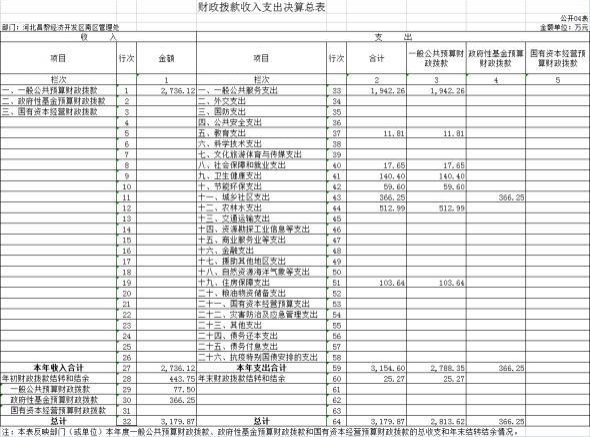 财政拨款收入支出决算总表
公开04表
部门：河北昌黎经济开发区南区管理处 金额单位：万元
收 入 支 出
项目 行次 金额 项目 行次 合计 一般公共预算财政拨款 政府性基金预算财政拨款 国有资本经营预算财政拨款
栏次 1 栏次 2 3 4 5
一、一般公共预算财政拨款 1 2,736.12 一、一般公共服务支出 33 1,942.26 1,942.26
二、政府性基金预算财政拨款 2 二、外交支出 34
三、国有资本经营财政拨款 3 三、国防支出 35
4 四、公共安全支出 36
5 五、教育支出 37 11.81 11.81
6 六、科学技术支出 38
7 七、文化旅游体育与传媒支出 39
8 八、社会保障和就业支出 40 17.65 17.65
9 九、卫生健康支出 41 140.40 140.40
10 十、节能环保支出 42 59.60 59.60
11 十一、城乡社区支出 43 366.25 366.25
12 十二、农林水支出 44 512.99 512.99
13 十三、交通运输支出 45
14 十四、资源勘探工业信息等支出 46
15 十五、商业服务业等支出 47
16 十六、金融支出 48
17 十七、援助其他地区支出 49
18 十八、自然资源海洋气象等支出 50
19 十九、住房保障支出 51 103.64 103.64
20 二十、粮油物资储备支出 52
21 二十一、国有资本经营预算支出 53
22 二十二、灾害防治及应急管理支出 54
23 二十三、其他支出 55
24 二十四、债务还本支出 56
25 二十五、债务付息支出 57
26 二十六、抗疫特别国债安排的支出 58
本年收入合计 27 2,736.12 本年支出合计 59 3,154.60 2,788.35 366.25
年初财政拨款结转和结余 28 443.75 年末财政拨款结转和结余 60 25.27 25.27
一般公共预算财政拨款 29 77.50 61
政府性基金预算财政拨款 30 366.25 62
国有资本经营预算财政拨款 31 63
总计 32 3,179.87 总计 64 3,179.87 2,813.62 366.25
注：本表反映部门（或单位）本年度一般公共预算财政拨款、政府性基金预算财政拨款和国有资本经营预算财政拨款的总收支和年末结转结余情况。